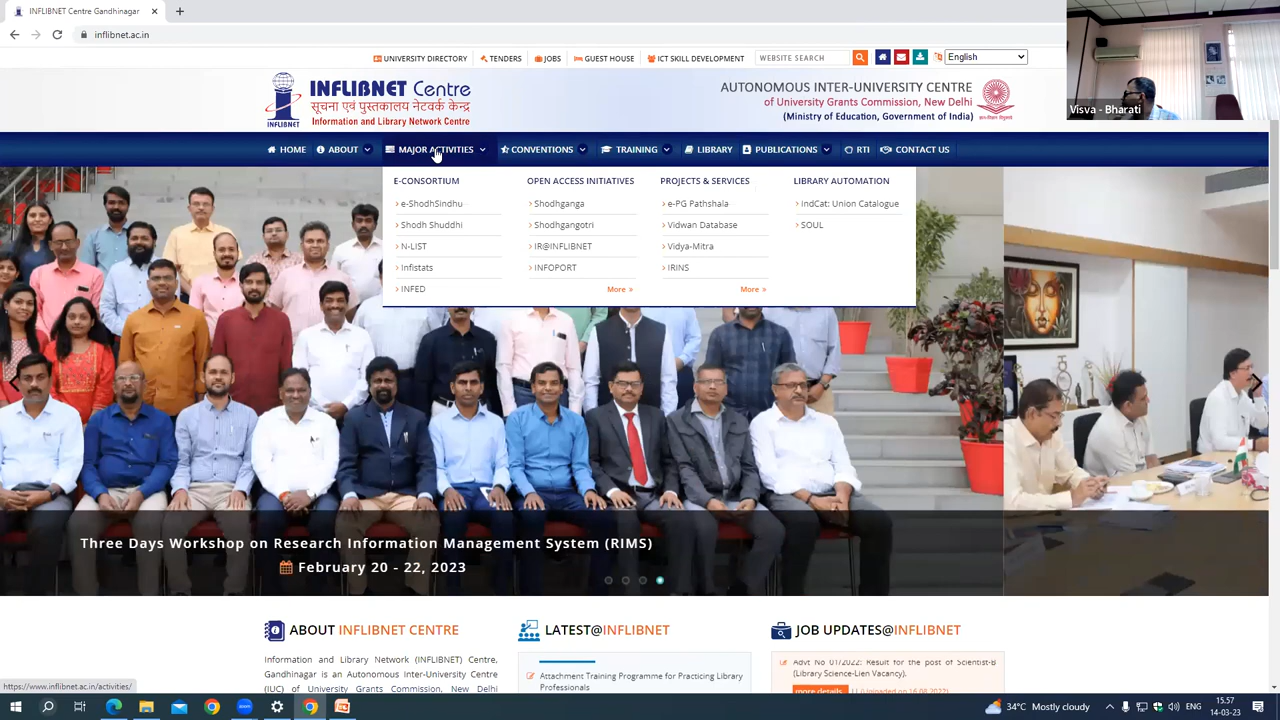 INFLIBNET Centre Gandhinagar
inflibnet.ac.in
UNIVERSITY DIRECTORY
TENDERS
JOBS
GUEST HOUSE
ICT SKILL DEVELOPMENT
WEBSITE SEARCH
English
INFLIBNET
INFLIBNET Centre
सूचना एवं पुस्तकालय नेटवर्क केन्द्र
Information and Library Network Centre
AUTONOMOUS INTER-UNIVERSITY CENTRE
of University Grants Commission, New Delhi
(Ministry of Education, Government of India)
Visva - Bharati
HOME
ABOUT
MAJOR ACTIVITIES
CONVENTIONS
TRAINING
LIBRARY
PUBLICATIONS
RTI
CONTACT US
E-CONSORTIUM
e-ShodhSindhu
Shodh Shuddhi
N-LIST
Infistats
INFED
OPEN ACCESS INITIATIVES
Shodhganga
Shodhgangotri
IR@INFLIBNET
INFOPORT
More »
PROJECTS & SERVICES
e-PG Pathshala
Vidwan Database
Vidya-Mitra
IRINS
More »
LIBRARY AUTOMATION
IndCat: Union Catalogue
SOUL
Three Days Workshop on Research Information Management System (RIMS)
February 20 - 22, 2023
ABOUT INFLIBNET CENTRE
Information and Library Network (INFLIBNET) Centre,
Gandhinagar is an Autonomous Inter-University Centre
(IUC) of University Grants Commission, New Delhi
LATEST@INFLIBNET
Attachment Training Programme for Practicing Library
Professionals
JOB UPDATES@INFLIBNET
Advt No 01/2022: Result for the post of Scientist-B
(Library Science-Lien Vacancy).
more details. || (Uploaded on 16.08.2022)
https://www.inflibnet.ac.in/activities/
34°C Mostly cloudy
15.57
14-03-23